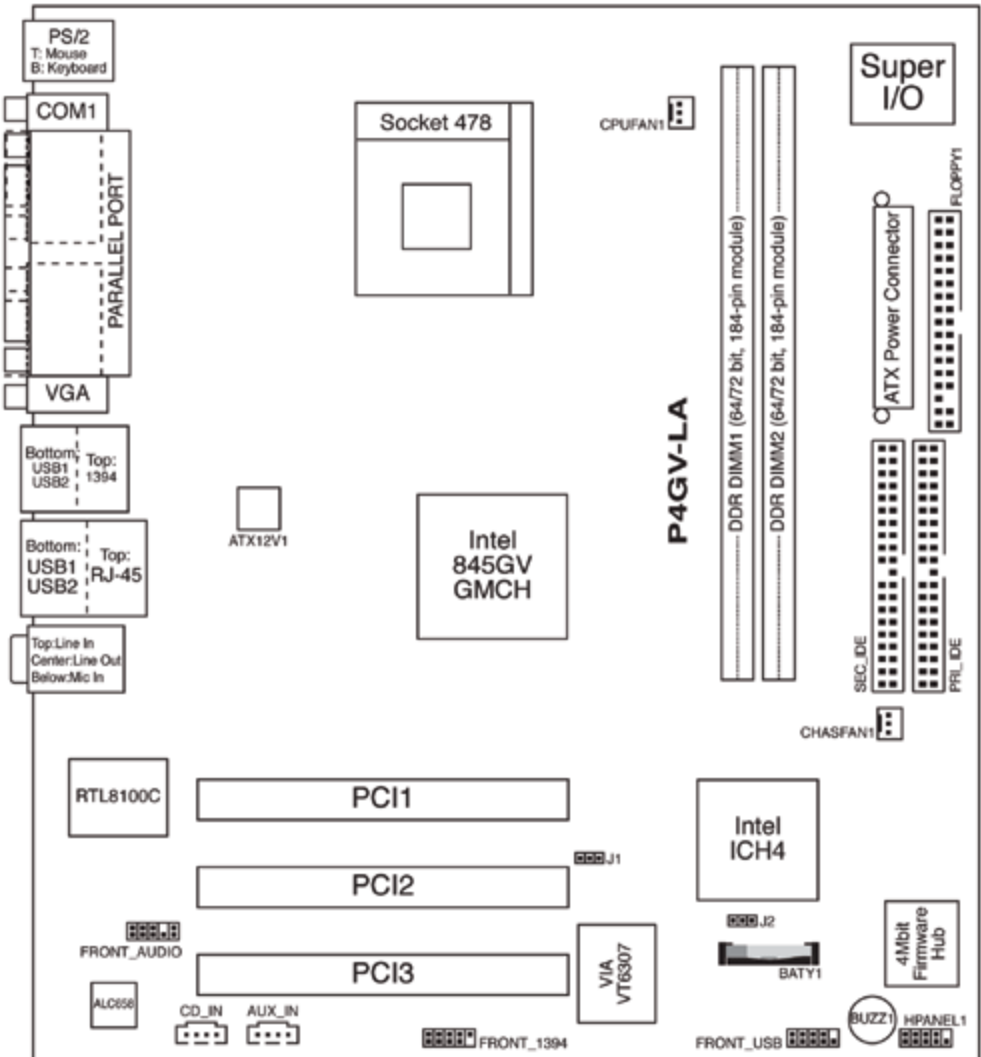 PS/2
T: Mouse
B: Keyboard
COM1
PARALLEL PORT
VGA
Bottom:
USB1
USB2
Top:
1394
Bottom:
USB1
USB2
Top:
RJ-45
Top:Line In
Center:Line Out
Below:Mic In
Socket 478
CPUFAN1
Super
I/O
FLOPPY1
ATX Power Connector
DDR DIMM1 (64/72 bit, 184-pin module)
DDR DIMM2 (64/72 bit, 184-pin module)
P4GV-LA
ATX12V1
Intel
845GV
GMCH
SEC_IDE
PRI_IDE
CHASFAN1
RTL8100C
PCI1
PCI2
PCI3
J1
Intel
ICH4
J2
BATY1
4Mbit
Firmware
Hub
FRONT_AUDIO
ALC658
CD_IN
AUX_IN
VIA
VT6307
FRONT_1394
FRONT_USB
BUZZ1
HPANEL1